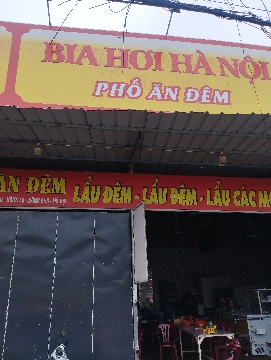 BIA HƠI HÀ NỘI
PHỐ ĂN ĐÊM
ĂN ĐÊM
LẨU ĐÊM - LẨU ĐÊM - LẨU CÁC